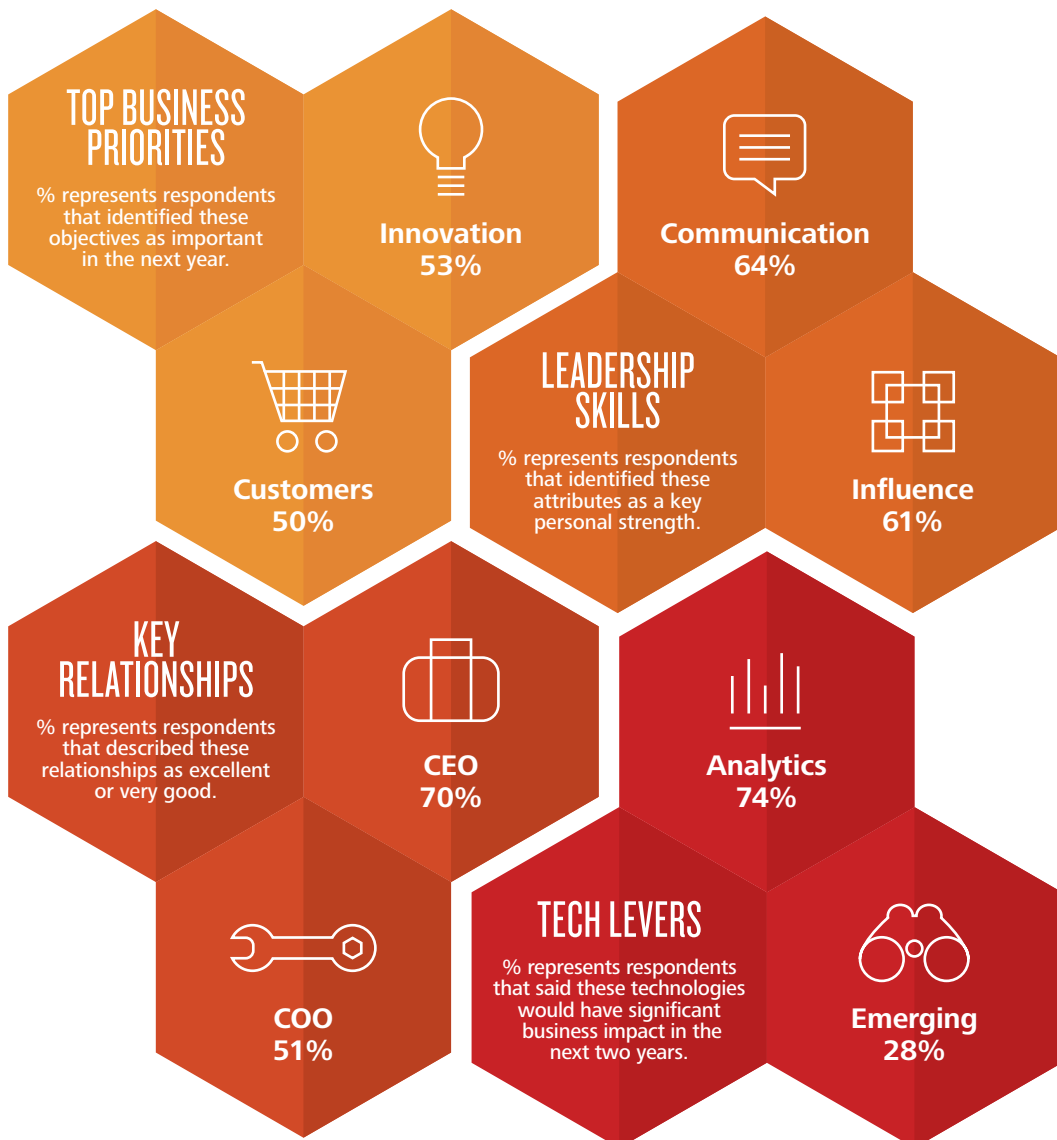 TOP BUSINESS
PRIORITIES
% represents respondents
that identified these
objectives as important
in the next year.
Innovation
53%
Customers
50%
Communication
64%
LEADERSHIP
SKILLS
% represents respondents
that identified these
attributes as a key
personal strength.
Influence
61%
KEY
RELATIONSHIPS
% represents respondents
that described these
relationships as excellent
or very good.
CEO
70%
COO
51%
Analytics
74%
TECH LEVERS
% represents respondents
that said these technologies
would have significant
business impact in the
next two years.
Emerging
28%